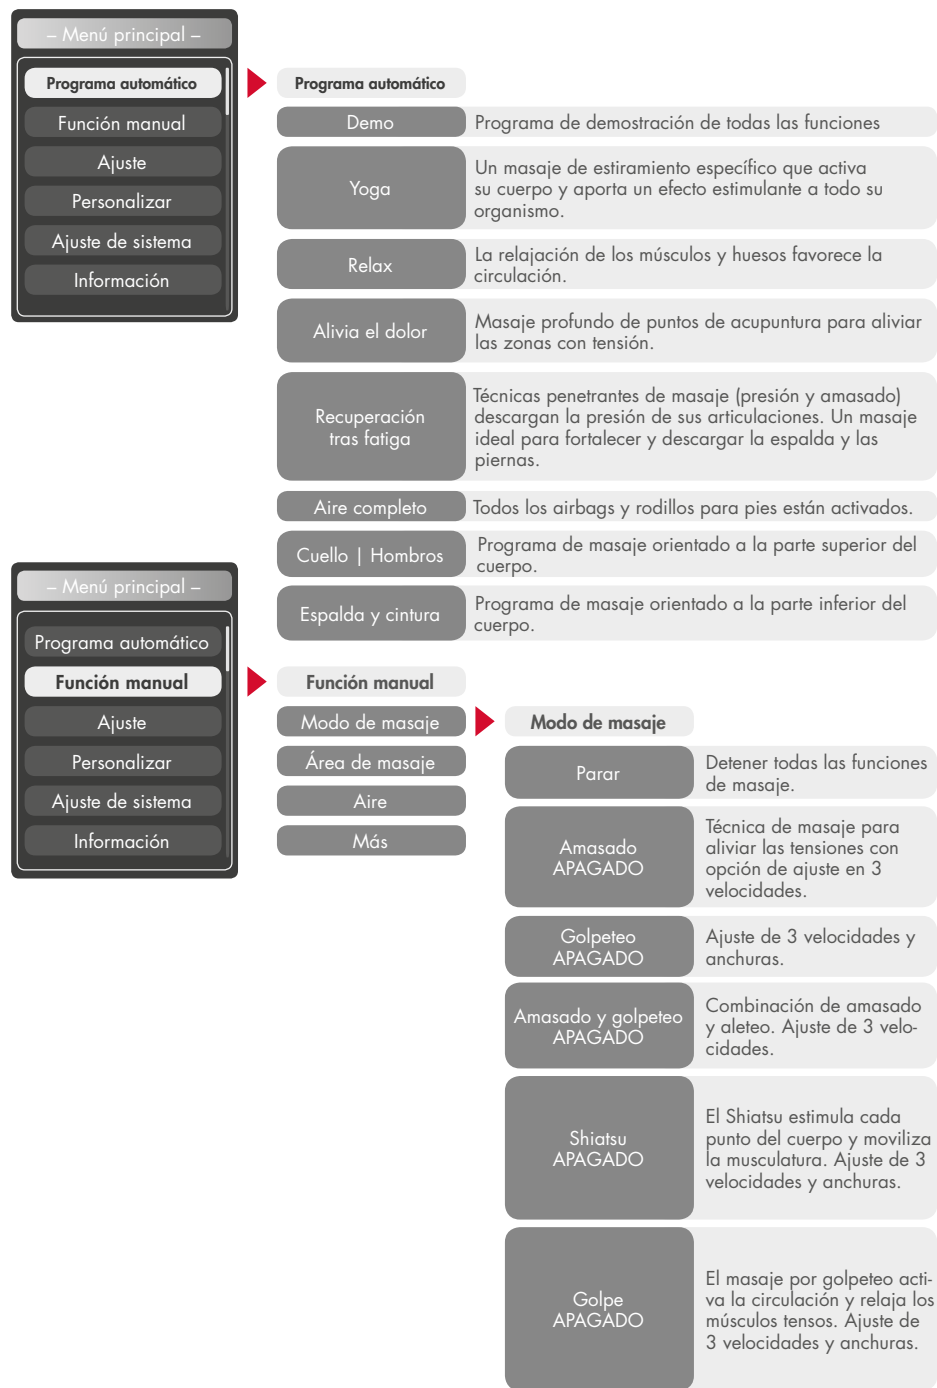 – Menú principal –
Programa automático
Función manual
Ajuste
Personalizar
Ajuste de sistema
Información
Programa automático
Demo
Programa de demostración de todas las funciones
Yoga
Un masaje de estiramiento específico que activa
su cuerpo y aporta un efecto estimulante a todo su
organismo.
Relax
La relajación de los músculos y huesos favorece la
circulación.
Alivia el dolor
Masaje profundo de puntos de acupuntura para aliviar
las zonas con tensión.
Recuperación
tras fatiga
Técnicas penetrantes de masaje (presión y amasado)
descargan la presión de sus articulaciones. Un masaje
ideal para fortalecer y descargar la espalda y las
piernas.
Aire completo
Todos los airbags y rodillos para pies están activados.
Cuello | Hombros
Programa de masaje orientado a la parte superior del
cuerpo.
Espalda y cintura
Programa de masaje orientado a la parte inferior del
cuerpo.
– Menú principal –
Programa automático
Función manual
Ajuste
Personalizar
Ajuste de sistema
Información
Función manual
Modo de masaje
Área de masaje
Aire
Más
Modo de masaje
Parar
Detener todas las funciones
de masaje.
Amasado
APAGADO
Técnica de masaje para
aliviar las tensiones con
opción de ajuste en 3
velocidades.
Golpeteo
APAGADO
Ajuste de 3 velocidades y
anchuras.
Amasado y golpeteo
APAGADO
Combinación de amasado
y aleteo. Ajuste de 3 velo-
cidades.
Shiatsu
APAGADO
El Shiatsu estimula cada
punto del cuerpo y moviliza
la musculatura. Ajuste de 3
velocidades y anchuras.
Golpe
APAGADO
El masaje por golpeteo acti-
va la circulación y relaja los
músculos tensos. Ajuste de
3 velocidades y anchuras.